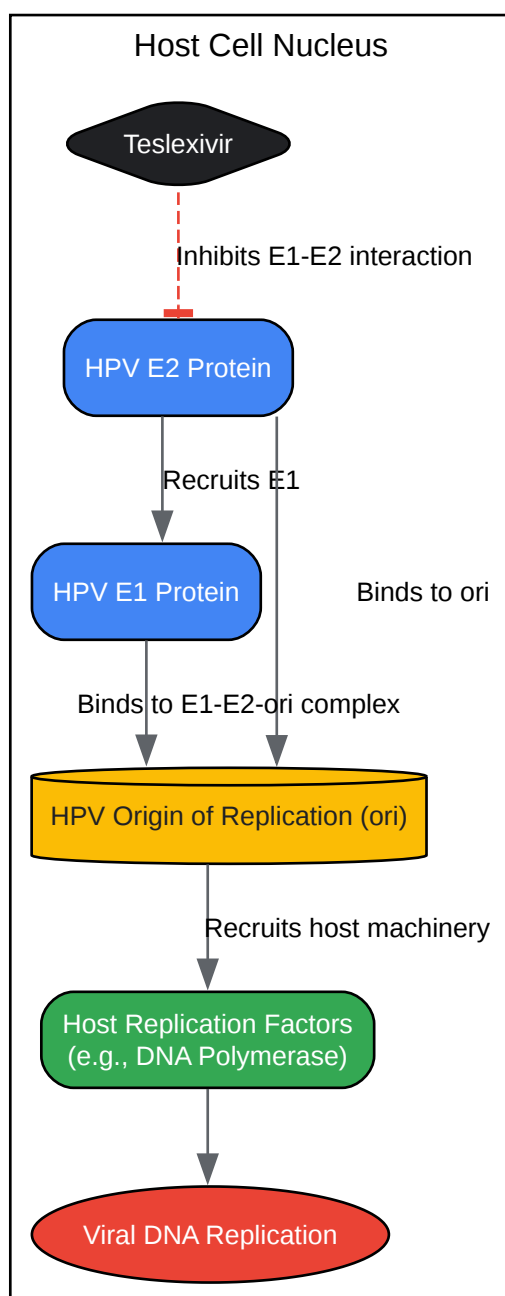 Host Cell Nucleus
Teslexivir
Inhibits E1-E2 interaction
HPV E2 Protein
Recruits E1
HPV E1 Protein
Binds to ori
Binds to E1-E2-ori complex
HPV Origin of Replication (ori)
Recruits host machinery
Host Replication Factors
(e.g., DNA Polymerase)
Viral DNA Replication